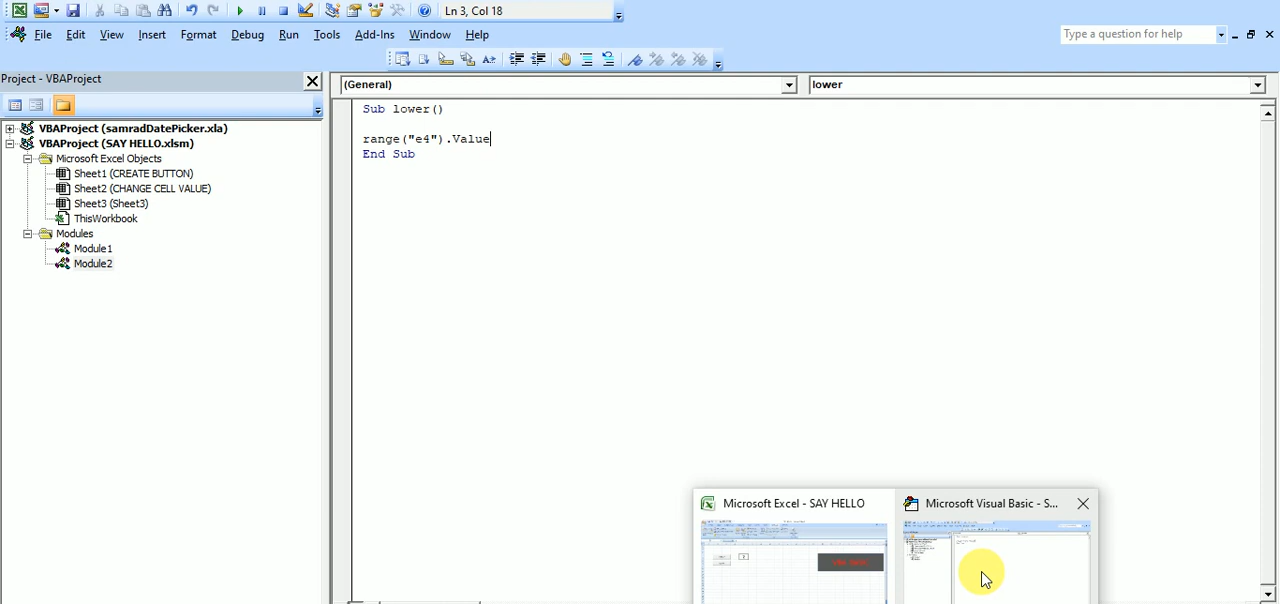 Ln 3, Col 18
File Edit View Insert Format Debug Run Tools Add-Ins Window Help
Type a question for help
Project - VBAProject
(General) lower
VBAProject (samradDatePicker.xla)
VBAProject (SAY HELLO.xlsm)
Microsoft Excel Objects
Sheet1 (CREATE BUTTON)
Sheet2 (CHANGE CELL VALUE)
Sheet3 (Sheet3)
ThisWorkbook
Modules
Module1
Module2
Sub lower()
range("e4").Value
End Sub
Microsoft Excel - SAY HELLO
Microsoft Visual Basic - S...